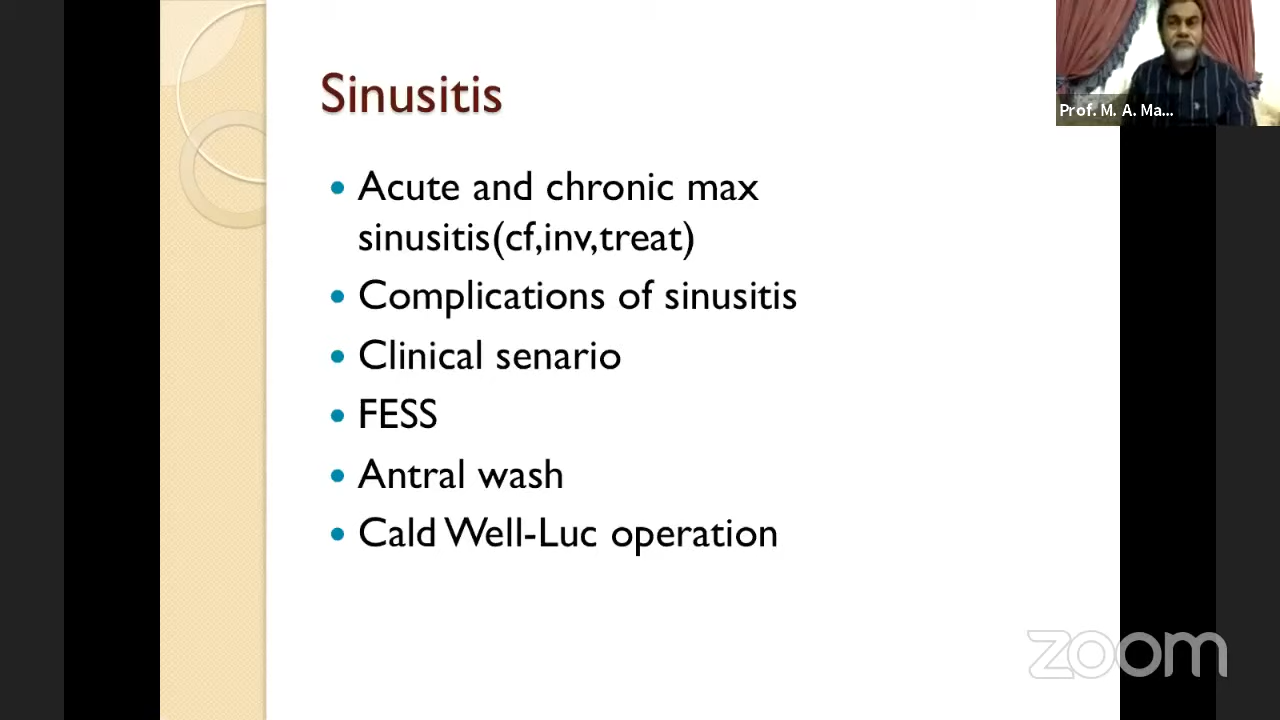 Sinusitis
Acute and chronic max
sinusitis(cf,inv,treat)
Complications of sinusitis
Clinical senario
FESS
Antral wash
Cald Well-Luc operation
Prof. M. A. Ma...
zoom